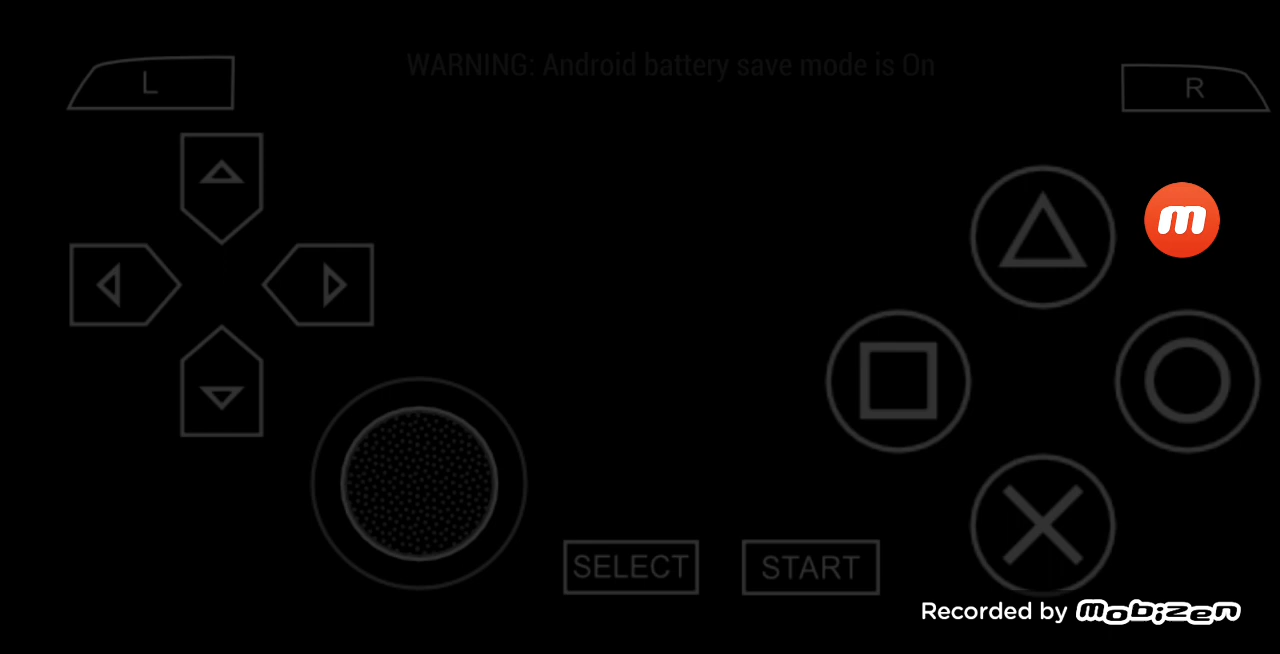 WARNING: Android battery save mode is On
L
R
m
SELECT
START
Recorded by mobizen